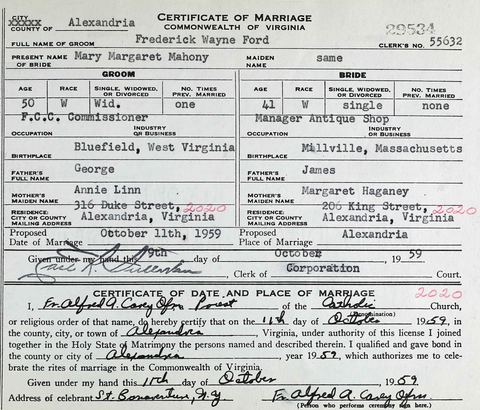 CITY
XXXXX
COUNTY OF Alexandria
CERTIFICATE OF MARRIAGE
COMMONWEALTH OF VIRGINIA
29534
FULL NAME OF GROOM Frederick Wayne Ford CLERK'S NO. 55632
PRESENT NAME OF BRIDE Mary Margaret Mahony MAIDEN NAME same
GROOM BRIDE
AGE RACE SINGLE, WIDOWED, OR DIVORCED NO. TIMES PREV. MARRIED AGE RACE SINGLE, WIDOWED, OR DIVORCED NO. TIMES PREV. MARRIED
50 W Wid. one 41 W single none
F.C.C. Commissioner Manager Antique Shop
OCCUPATION INDUSTRY OR BUSINESS OCCUPATION INDUSTRY OR BUSINESS
Bluefield, West Virginia Millville, Massachusetts
BIRTHPLACE BIRTHPLACE
George James
FATHER'S FULL NAME FATHER'S FULL NAME
Annie Linn Margaret Haganey
MOTHER'S MAIDEN NAME MOTHER'S MAIDEN NAME
316 Duke Street, 2020 206 King Street, 2020
RESIDENCE: CITY OR COUNTY MAILING ADDRESS Alexandria, Virginia RESIDENCE: CITY OR COUNTY MAILING ADDRESS Alexandria, Virginia
Proposed Date of Marriage October 11th, 1959 Proposed Place of Marriage Alexandria
Given under my hand this 9th day of October 19 59
Clerk of Corporation Court.
CERTIFICATE OF DATE AND PLACE OF MARRIAGE 2020
I, Fr. Alfred A. Carey Ofm Priest of the Catholic Church,
(Denomination)
or religious order of that name, do hereby certify that on the 11th day of October 1959, in
the county, city, or town of Alexandria, Virginia, under authority of this license I joined
together in the Holy State of Matrimony the persons named and described therein. I qualified and gave bond
in the county or city of Alexandria, year 1959, which authorizes me to cele-
brate the rites of marriage in the Commonwealth of Virginia.
Given under my hand this 11th day of October 1959.
Address of celebrant St. Bonaventure, N.Y. Fr. Alfred A. Carey Ofm
(Person who performs ceremony sign here.)